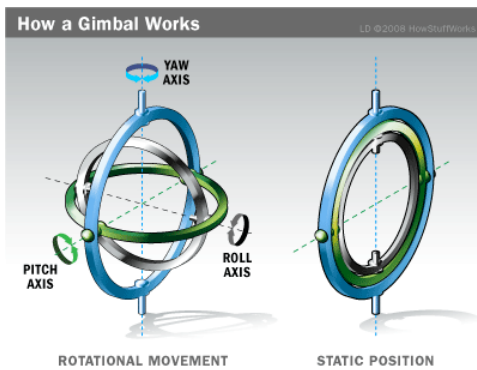 How a Gimbal Works
LD ©2008 HowStuffWorks
YAW
AXIS
PITCH
AXIS
ROLL
AXIS
ROTATIONAL MOVEMENT
STATIC POSITION